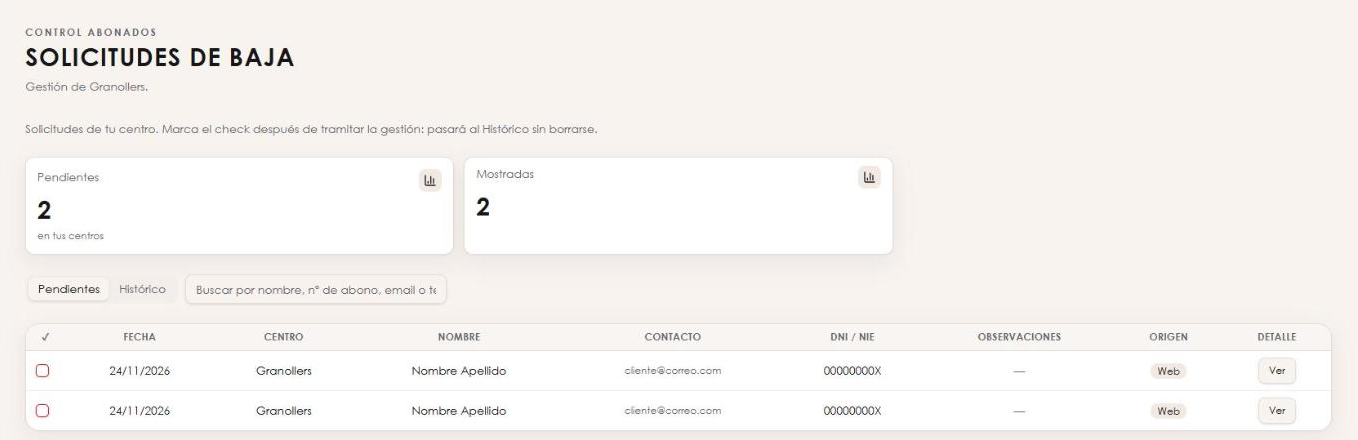 CONTROL ABONADOS
SOLICITUDES DE BAJA
Gestión de Granollers.
Solicitudes de tu centro. Marca el check después de tramitar la gestión: pasará al Histórico sin borrarse.
Pendientes
2
en tus centros
Mostradas
2
Pendientes Histórico Buscar por nombre, nº de abono, email o te
✓ FECHA CENTRO NOMBRE CONTACTO DNI / NIE OBSERVACIONES ORIGEN DETALLE
24/11/2026 Granollers Nombre Apellido cliente@correo.com 00000000X — Web Ver
24/11/2026 Granollers Nombre Apellido cliente@correo.com 00000000X — Web Ver